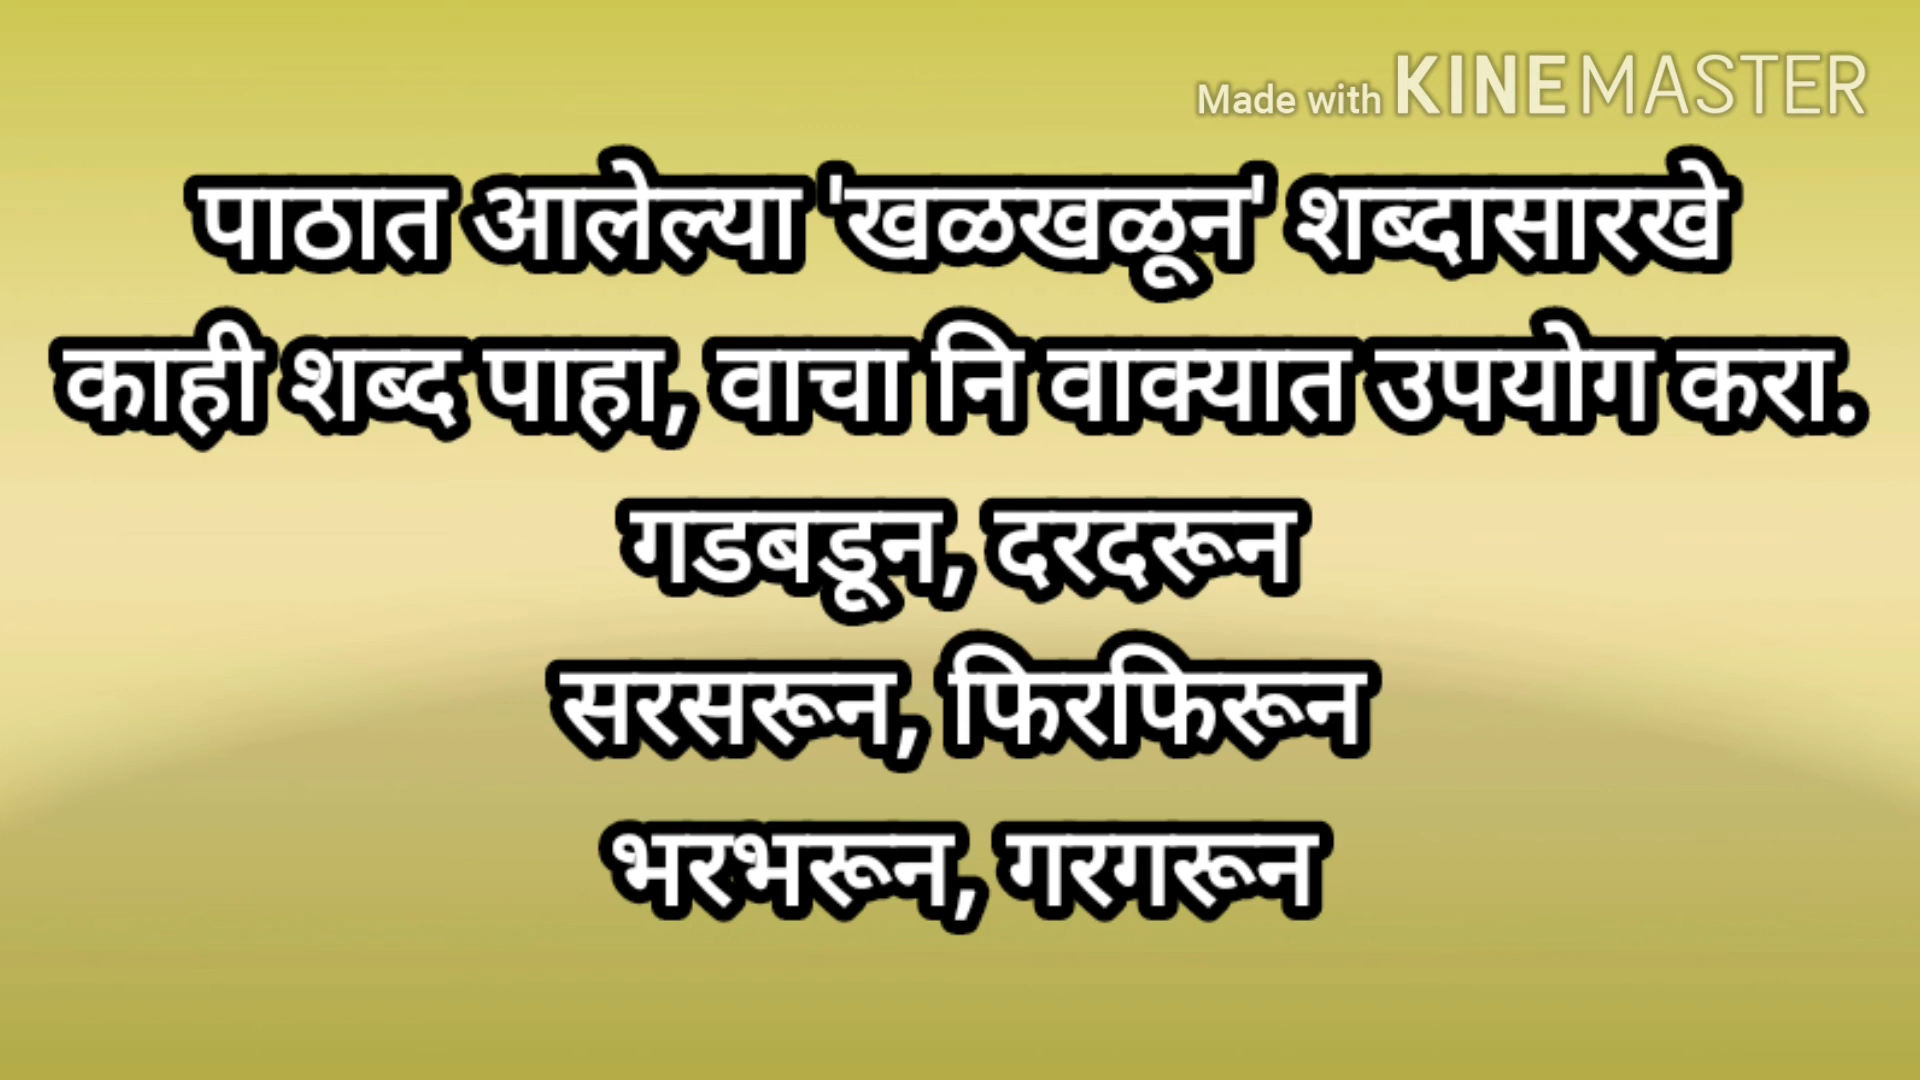 Made with KINEMASTER
पाठात आलेल्या 'खळखळून' शब्दासारखे
काही शब्द पाहा, वाचा नि वाक्यात उपयोग करा.
गडबडून, दरदरून
सरसरून, फिरफिरून
भरभरून, गरगरून